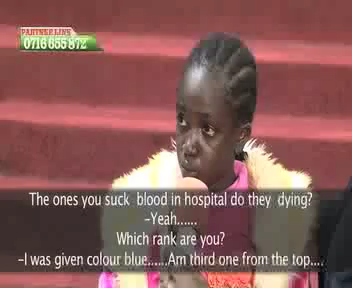 PARTNER LINE
0716 655 872
The ones you suck blood in hospital do they dying?
-Yeah......
Which rank are you?
-I was given colour blue......Am third one from the top....